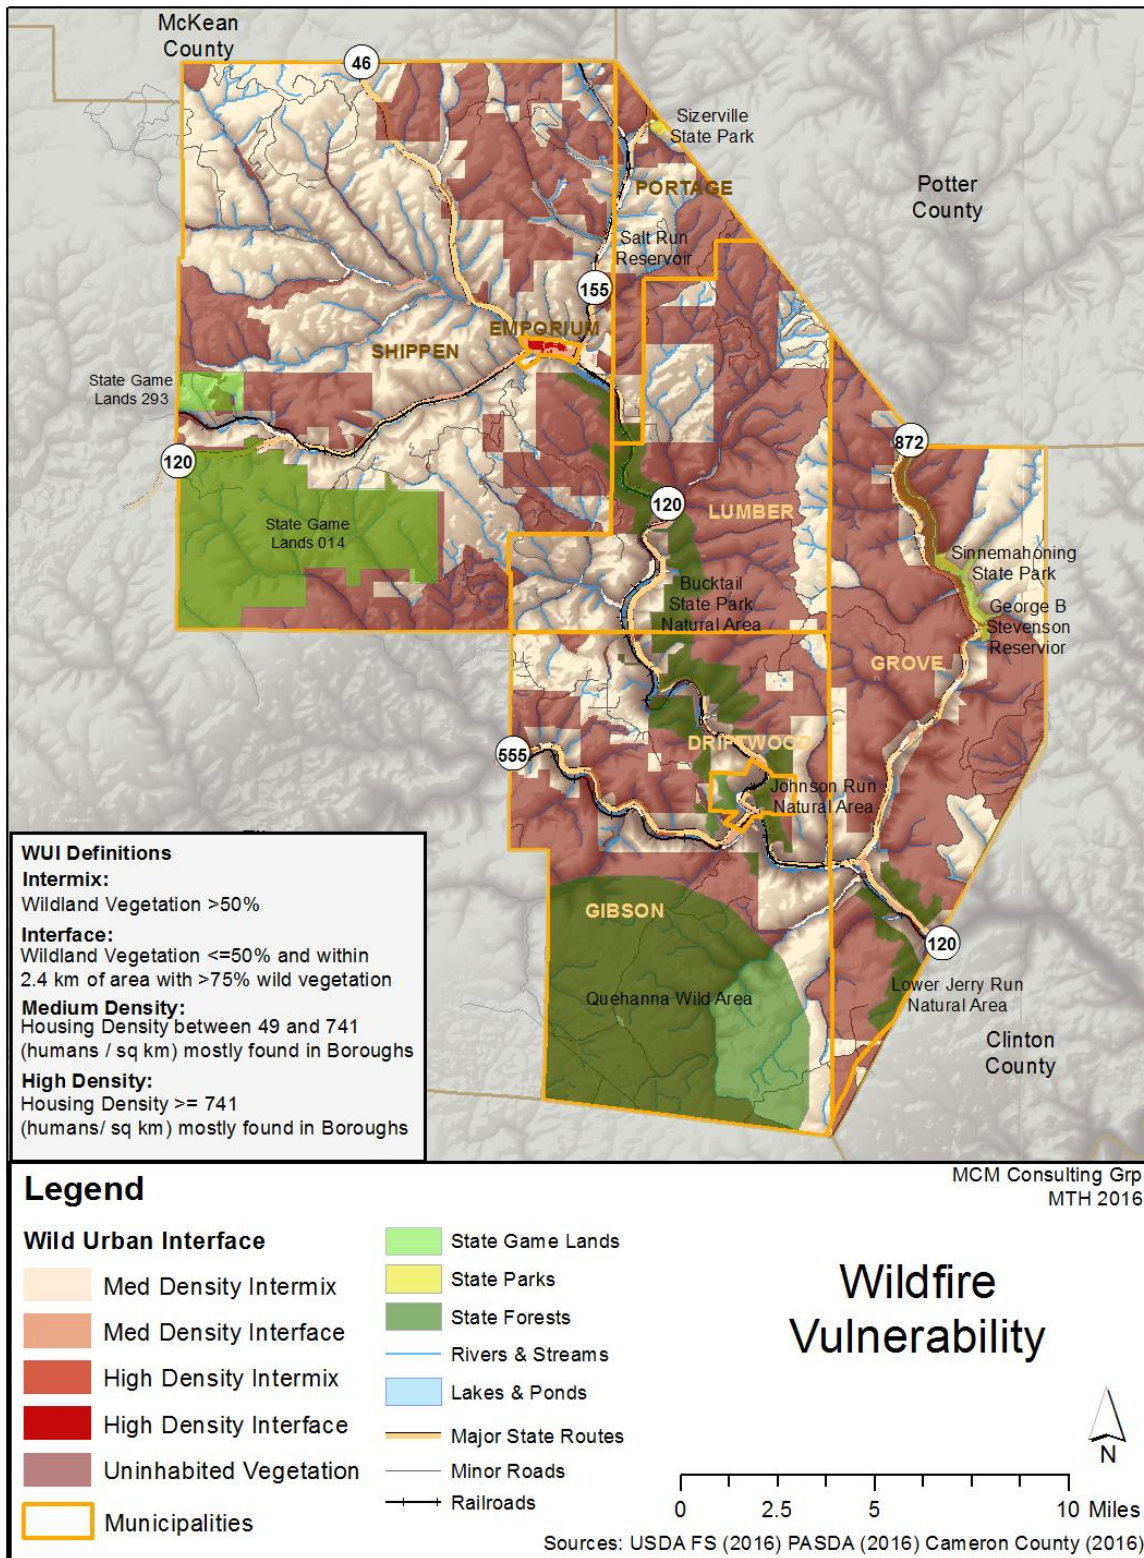 McKean
County
46
Sizerville
State Park
PORTAGE
Potter
County
Salt Run
Reservoir
155
EMPORIUM
SHIPPEN
State Game
Lands 293
120
872
State Game
Lands 014
120
LUMBER
Sinnemahoning
State Park
Bucktail
State Park
Natural Area
George B
Stevenson
Reservior
GROVE
DRIFTWOOD
555
Johnson Run
Natural Area
GIBSON
120
Quehanna Wild Area
Lower Jerry Run
Natural Area
Clinton
County
WUI Definitions
Intermix:
Wildland Vegetation >50%
Interface:
Wildland Vegetation <=50% and within
2.4 km of area with >75% wild vegetation
Medium Density:
Housing Density between 49 and 741
(humans / sq km) mostly found in Boroughs
High Density:
Housing Density >= 741
(humans/ sq km) mostly found in Boroughs
Legend
MCM Consulting Grp
MTH 2016
Wild Urban Interface
Med Density Intermix
Med Density Interface
High Density Intermix
High Density Interface
Uninhabited Vegetation
Municipalities
State Game Lands
State Parks
State Forests
Rivers & Streams
Lakes & Ponds
Major State Routes
Minor Roads
Railroads
Wildfire
Vulnerability
N
0 2.5 5 10 Miles
Sources: USDA FS (2016) PASDA (2016) Cameron County (2016)